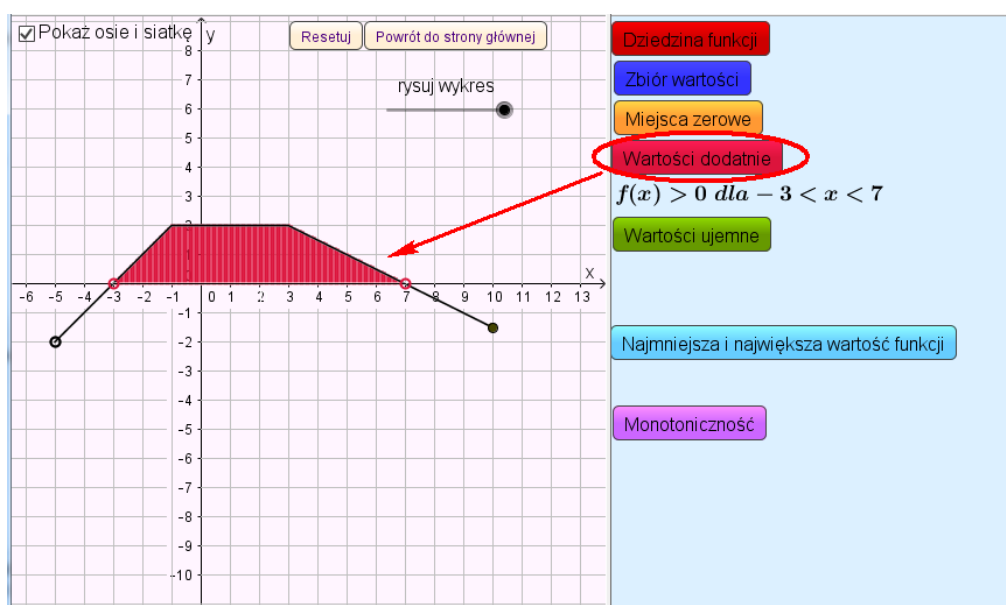 Pokaż osie i siatkę
y
Resetuj
Powrót do strony głównej
rysuj wykres
8
7
6
5
4
3
2
1
x
-6 -5 -4 -3 -2 -1 0 1 2 3 4 5 6 7 8 9 10 11 12 13
-1
-2
-3
-4
-5
-6
-7
-8
-9
-10
Dziedzina funkcji
Zbiór wartości
Miejsca zerowe
Wartości dodatnie
f(x) > 0 dla − 3 < x < 7
Wartości ujemne
Najmniejsza i największa wartość funkcji
Monotoniczność